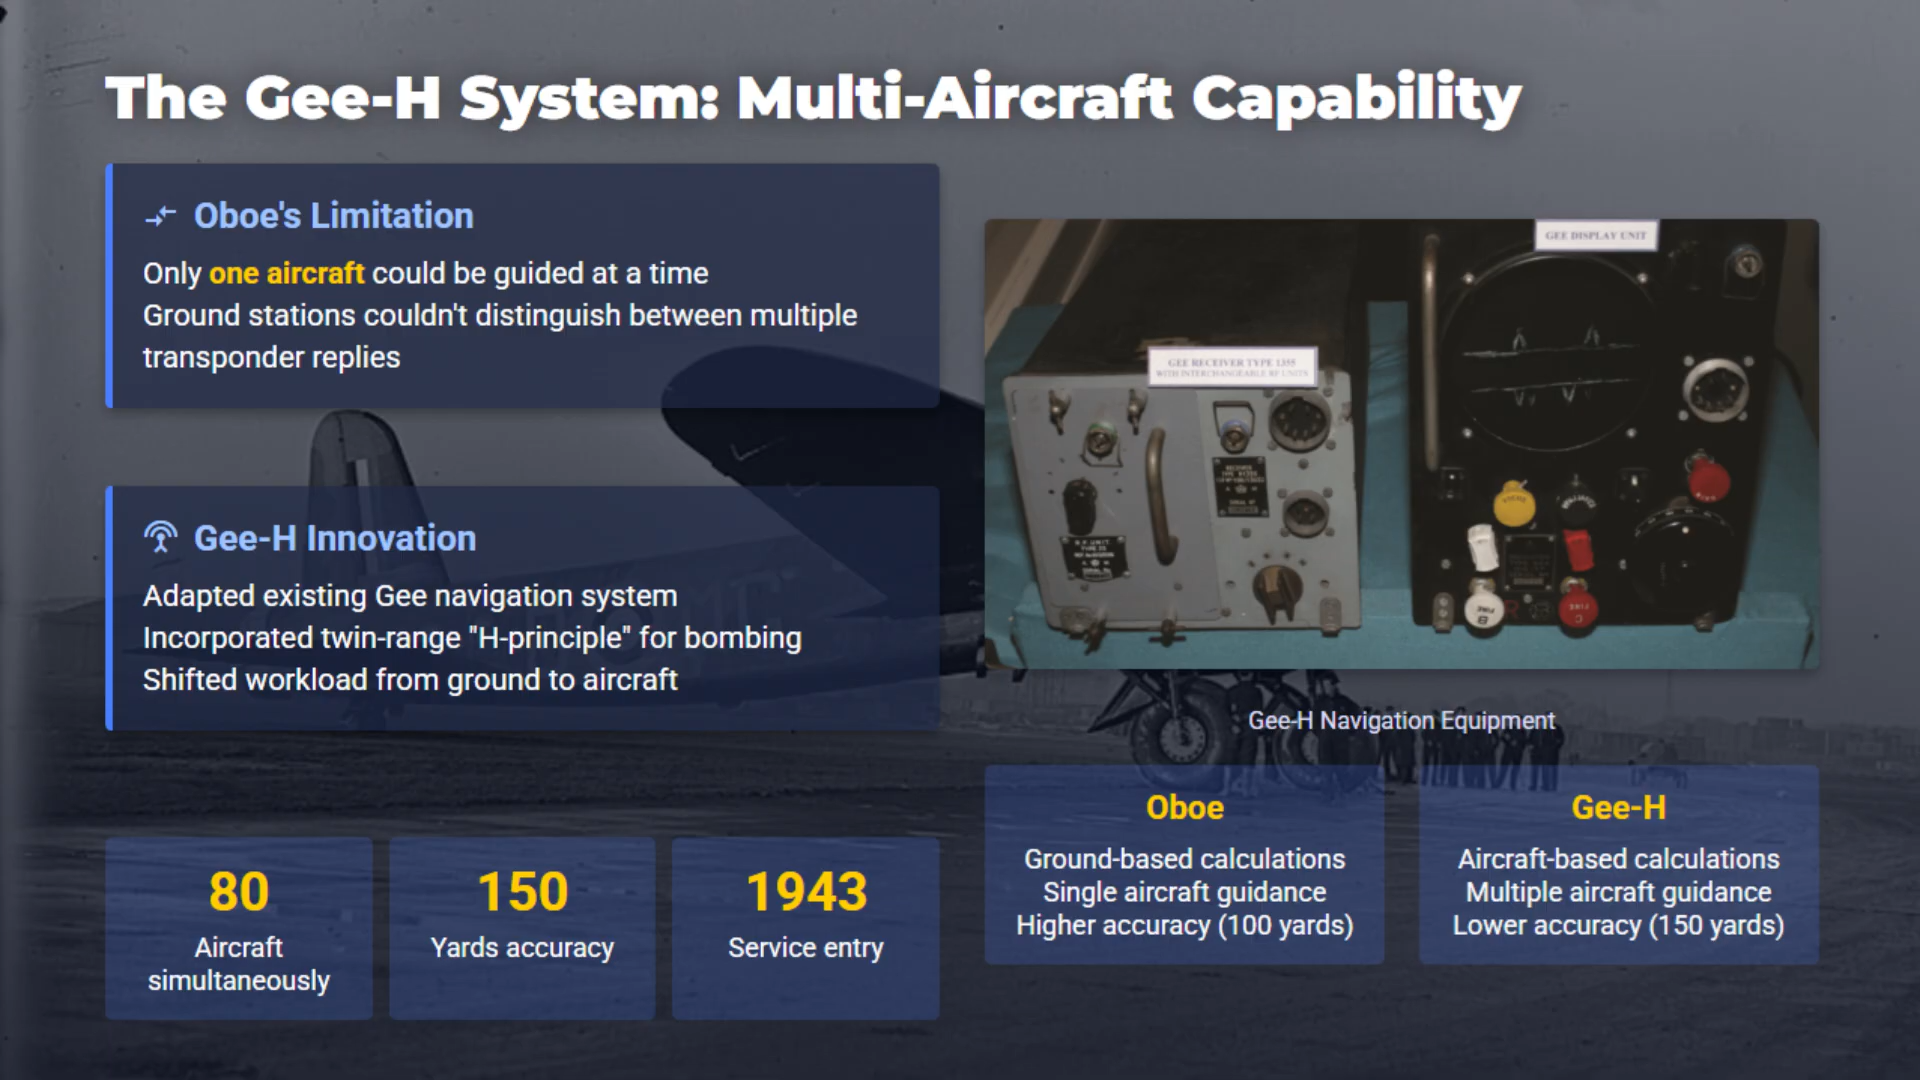 The Gee-H System: Multi-Aircraft Capability
Oboe's Limitation
Only one aircraft could be guided at a time
Ground stations couldn't distinguish between multiple
transponder replies
Gee-H Innovation
Adapted existing Gee navigation system
Incorporated twin-range "H-principle" for bombing
Shifted workload from ground to aircraft
80
Aircraft
simultaneously
150
Yards accuracy
1943
Service entry
GEE DISPLAY UNIT
GEE RECEIVER TYPE 1355
WITH INTERCHANGEABLE RF UNITS
Gee-H Navigation Equipment
Oboe
Ground-based calculations
Single aircraft guidance
Higher accuracy (100 yards)
Gee-H
Aircraft-based calculations
Multiple aircraft guidance
Lower accuracy (150 yards)